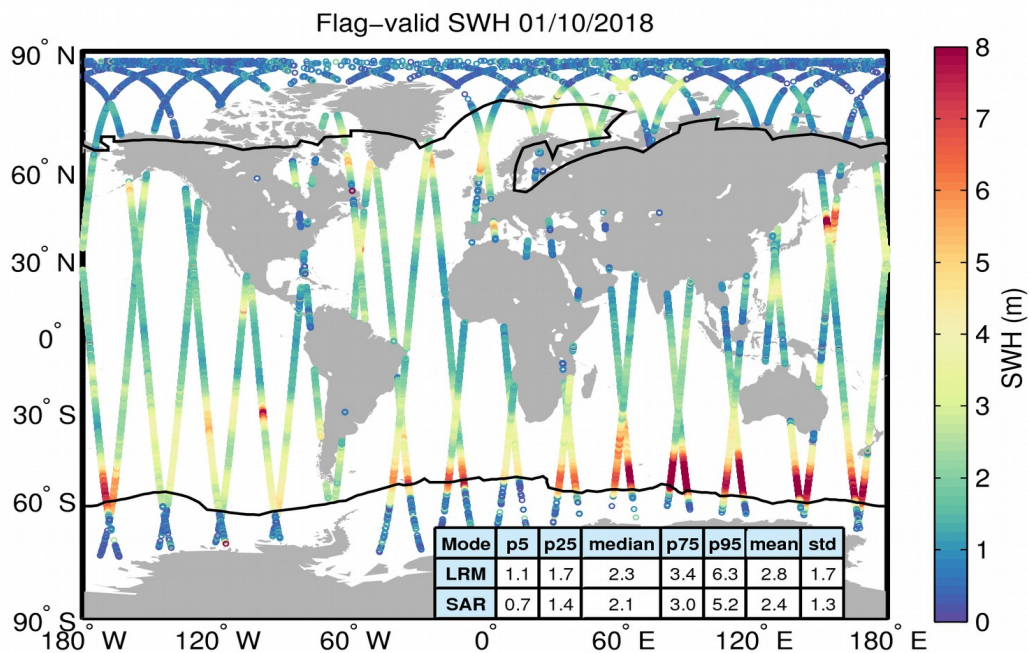 Flag−valid SWH 01/10/2018
90° N
60° N
30° N
0°
30° S
60° S
90° S
180° W
120° W
60° W
0°
60° E
120° E
180° E
Mode p5 p25 median p75 p95 mean std
LRM 1.1 1.7 2.3 3.4 6.3 2.8 1.7
SAR 0.7 1.4 2.1 3.0 5.2 2.4 1.3
8
7
6
5
4
3
2
1
0
SWH (m)